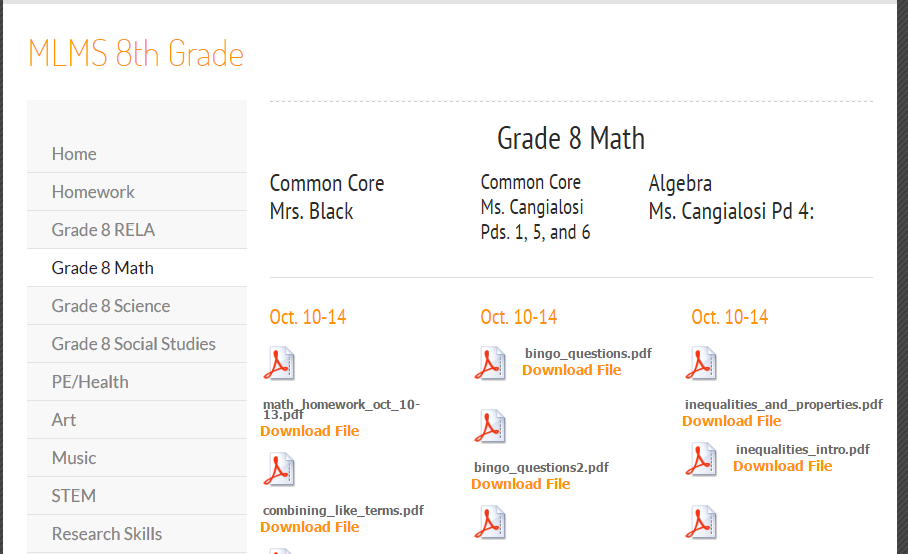 MLMS 8th Grade
Home
Homework
Grade 8 RELA
Grade 8 Math
Grade 8 Science
Grade 8 Social Studies
PE/Health
Art
Music
STEM
Research Skills
Grade 8 Math
Common Core
Mrs. Black
Common Core
Ms. Cangialosi
Pds. 1, 5, and 6
Algebra
Ms. Cangialosi Pd 4:
Oct. 10-14
math_homework_oct_10-
13.pdf
Download File
combining_like_terms.pdf
Download File
Oct. 10-14
bingo_questions.pdf
Download File
bingo_questions2.pdf
Download File
Oct. 10-14
inequalities_and_properties.pdf
Download File
inequalities_intro.pdf
Download File